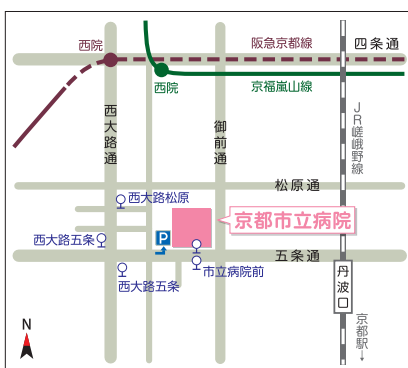 西院
阪急京都線
四条通
西院
京福嵐山線
西大路通
御前通
JR嵯峨野線
松原通
西大路松原
京都市立病院
P
西大路五条
五条通
市立病院前
西大路五条
丹波口
京都駅→
N